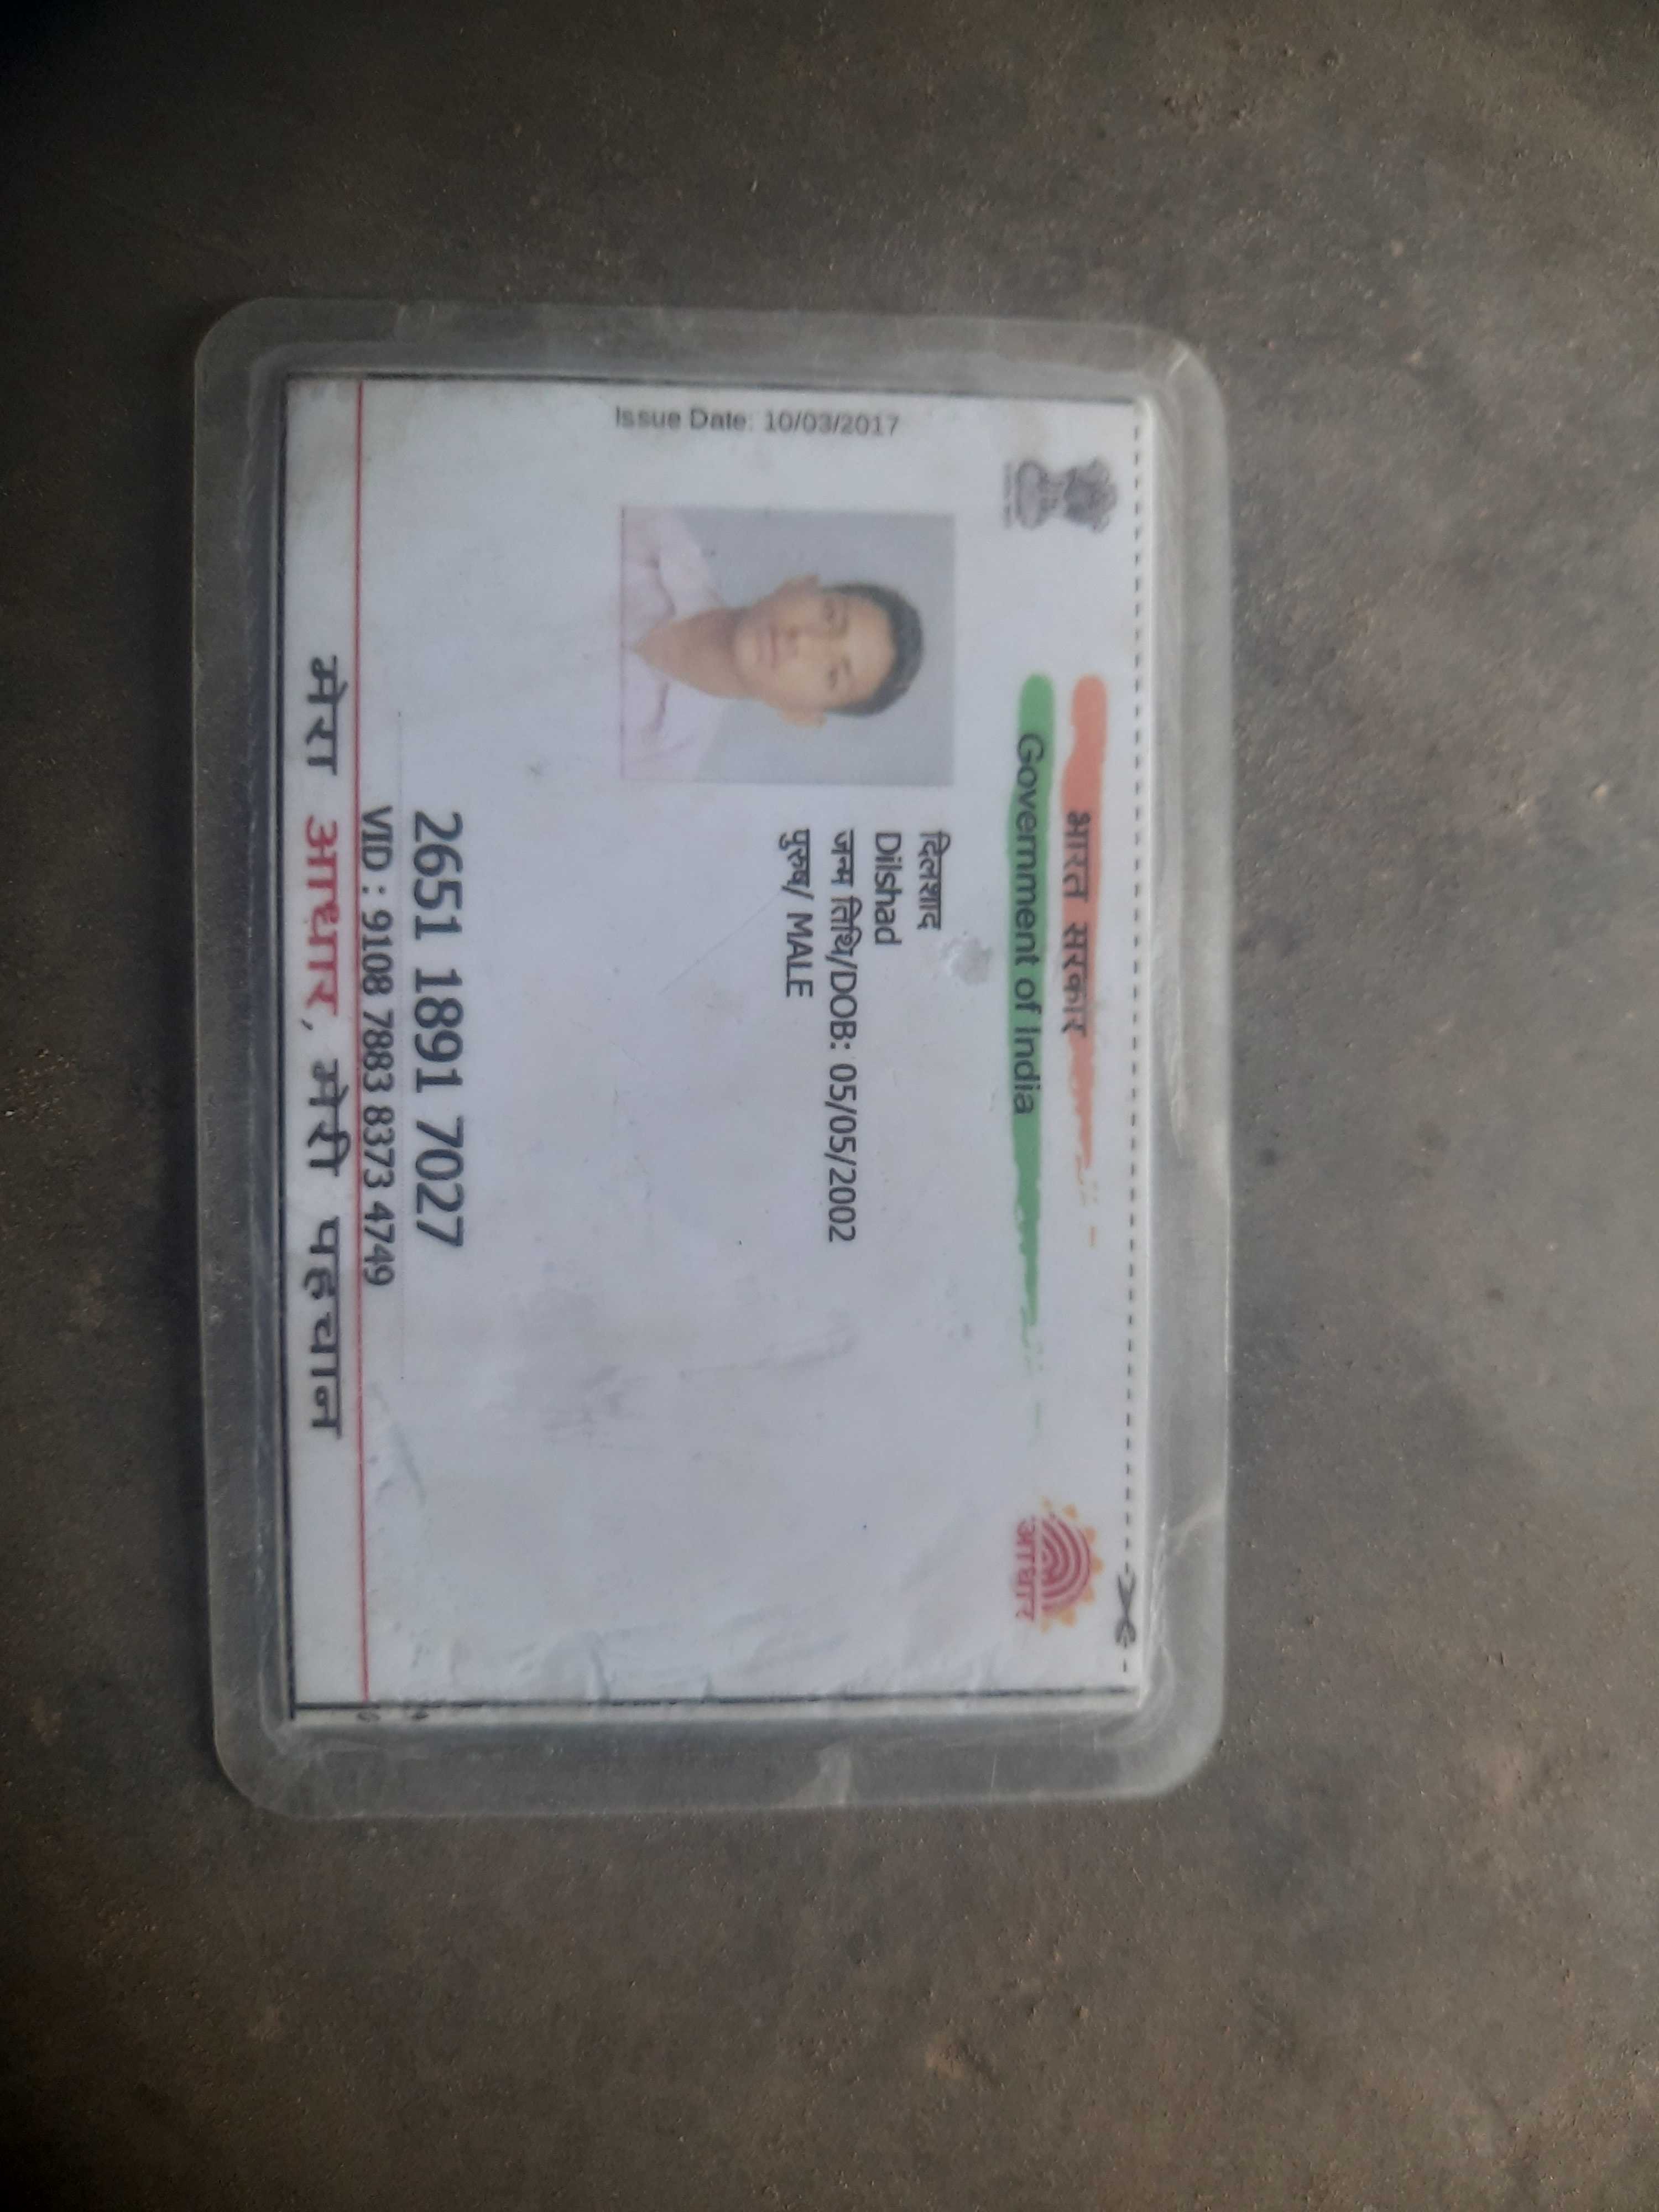 भारत सरकार
Government of India
आधार
Issue Date: 10/03/2017
दिलशाद
Dilshad
जन्म तिथि/DOB: 05/05/2002
पुरुष/ MALE
2651 1891 7027
VID : 9108 7883 8373 4749
मेरा आधार, मेरी पहचान